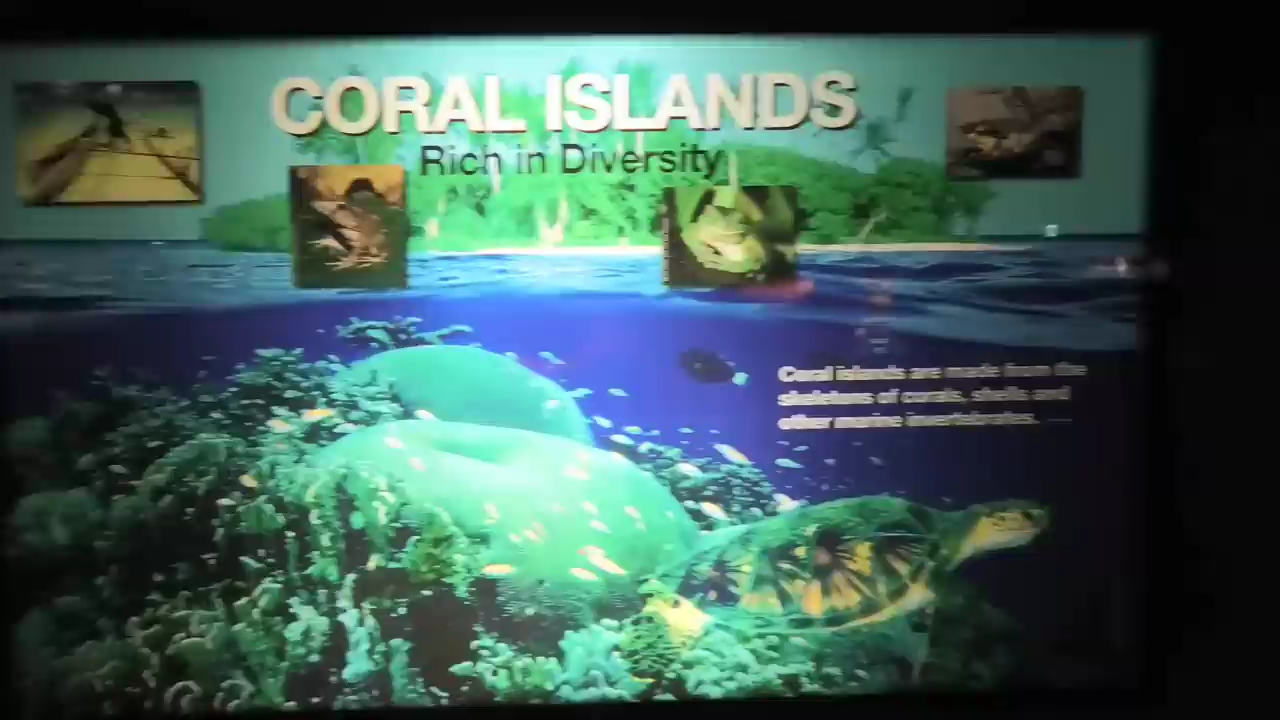 CORAL ISLANDS
Rich in Diversity
Coral islands are made from the
skeletons of corals, shells and
other marine invertebrates.